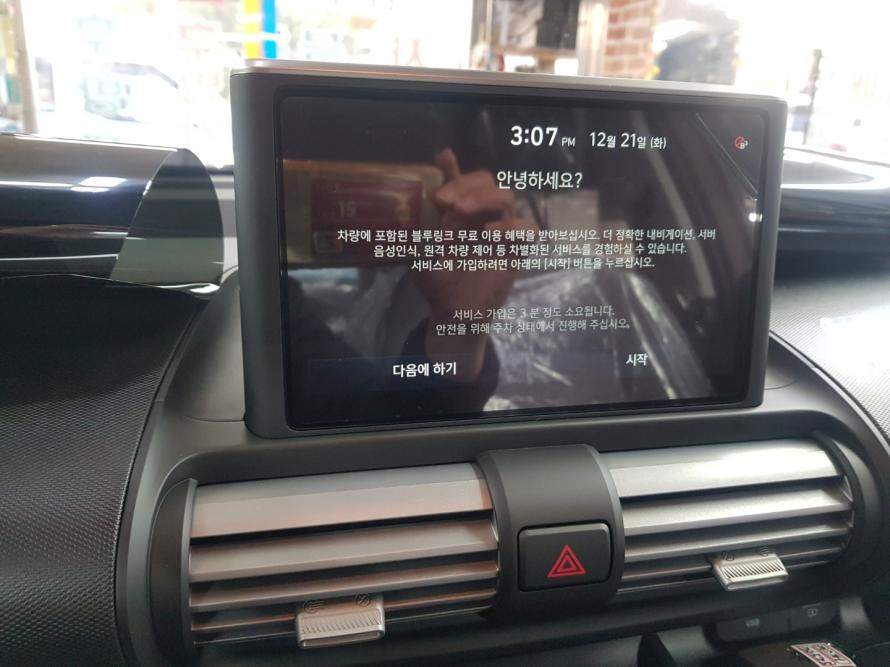 3:07 PM 12월 21일 (화)
안녕하세요?
차량에 포함된 블루링크 무료 이용 혜택을 받아보십시오. 더 정확한 내비게이션, 서버
음성인식, 원격 차량 제어 등 차별화된 서비스를 경험하실 수 있습니다.
서비스에 가입하려면 아래의 [시작] 버튼을 누르십시오.
서비스 가입은 3 분 정도 소요됩니다.
안전을 위해 주차 상태에서 진행해 주십시오.
다음에 하기
시작
15
USB